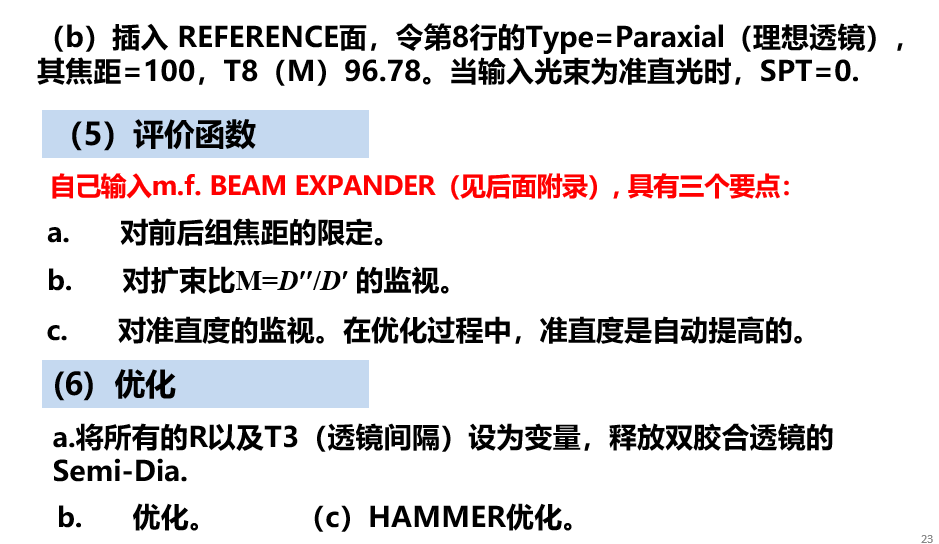 （b）插入 REFERENCE面，令第8行的Type=Paraxial（理想透镜），
其焦距=100，T8（M）96.78。当输入光束为准直光时，SPT=0.
（5）评价函数
自己输入m.f. BEAM EXPANDER（见后面附录）, 具有三个要点：
a. 对前后组焦距的限定。
b. 对扩束比M=D″/D′ 的监视。
c. 对准直度的监视。在优化过程中，准直度是自动提高的。
(6) 优化
a.将所有的R以及T3（透镜间隔）设为变量，释放双胶合透镜的
Semi-Dia.
b. 优化。 （c）HAMMER优化。
23